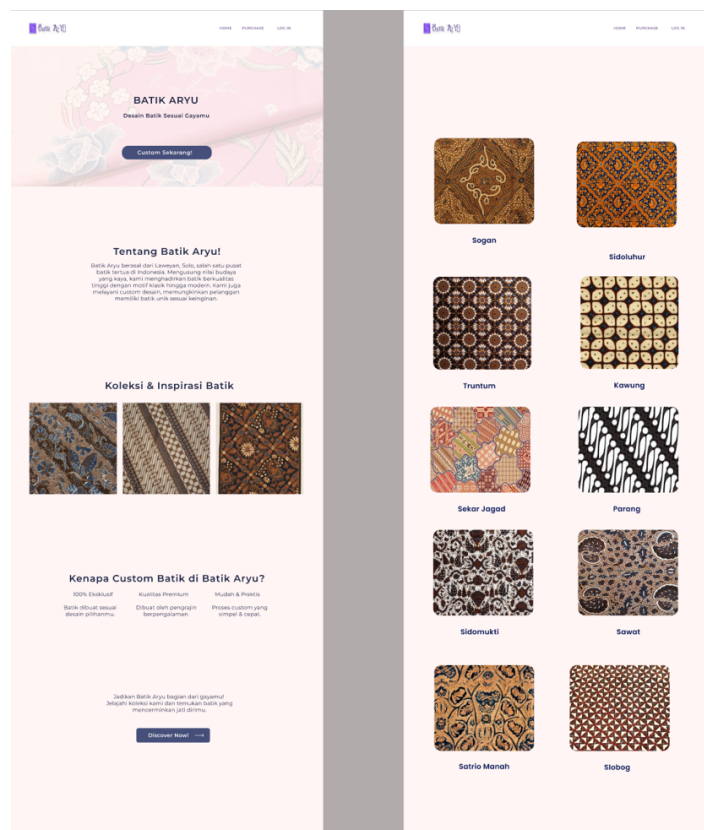 Batik Aryu
HOME PURCHASE LOG IN
BATIK ARYU
Desain Batik Sesuai Gayamu
Custom Sekarang!
Tentang Batik Aryu!
Batik Aryu berasal dari Laweyan, Solo, salah satu pusat
batik tertua di Indonesia. Mengusung nilai budaya
yang kaya, kami menghadirkan batik berkualitas
tinggi dengan motif klasik hingga modern. Kami juga
melayani custom desain, memungkinkan pelanggan
memiliki batik unik sesuai keinginan.
Koleksi & Inspirasi Batik
Kenapa Custom Batik di Batik Aryu?
100% Eksklusif
Batik dibuat sesuai
desain pilihanmu.
Kualitas Premium
Dibuat oleh pengrajin
berpengalaman.
Mudah & Praktis
Proses custom yang
simpel & cepat.
Jadikan Batik Aryu bagian dari gayamu!
Jelajahi koleksi kami dan temukan batik yang
mencerminkan jati dirimu.
Discover Now!
Batik Aryu
HOME PURCHASE LOG IN
Sogan
Sidoluhur
Truntum
Kawung
Sekar Jagad
Parang
Sidomukti
Sawat
Satrio Manah
Slobog